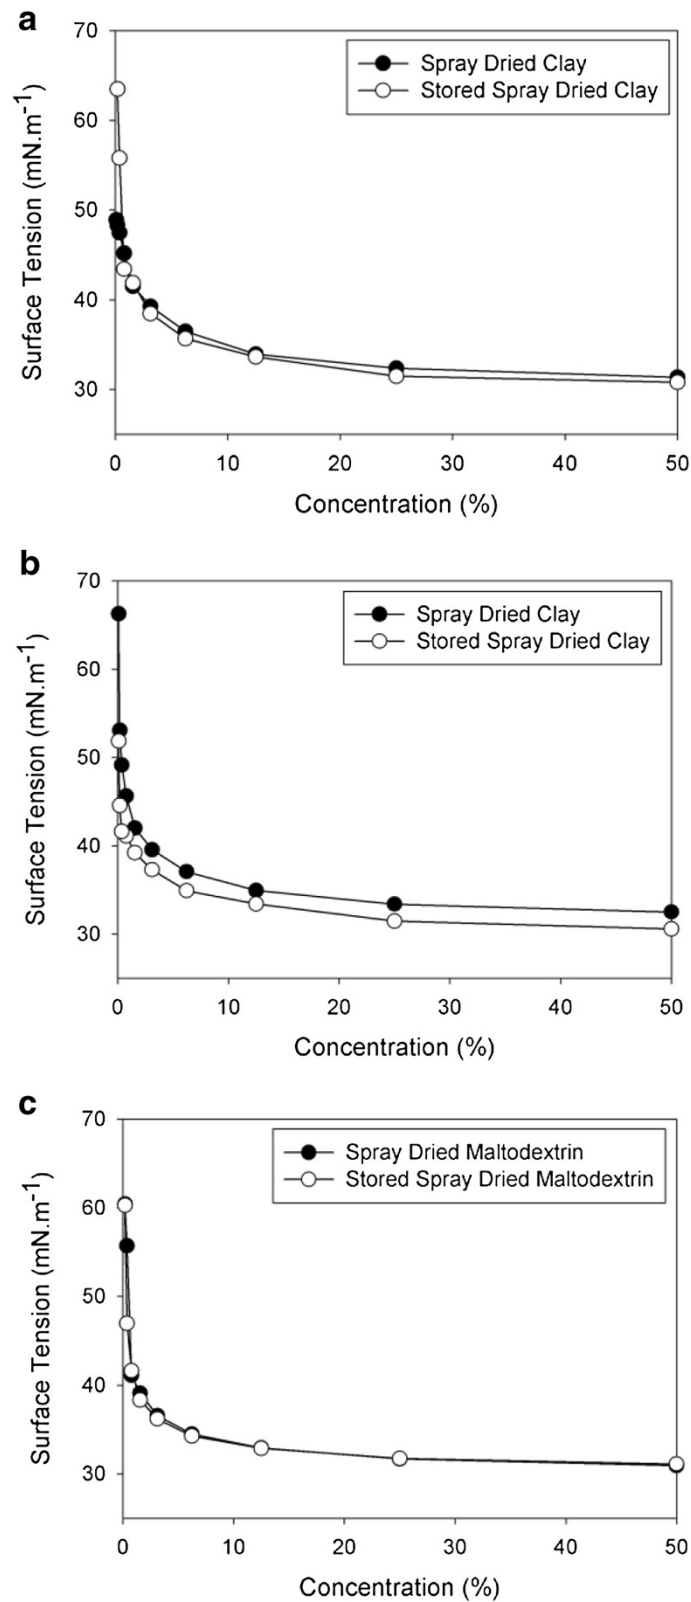 a
70
60
50
40
30
Surface Tension (mN.m-1)
Spray Dried Clay
Stored Spray Dried Clay
0 10 20 30 40 50
Concentration (%)
b
70
60
50
40
30
Surface Tension (mN.m-1)
Spray Dried Clay
Stored Spray Dried Clay
0 10 20 30 40 50
Concentration (%)
c
70
60
50
40
30
Surface Tension (mN.m-1)
Spray Dried Maltodextrin
Stored Spray Dried Maltodextrin
0 10 20 30 40 50
Concentration (%)